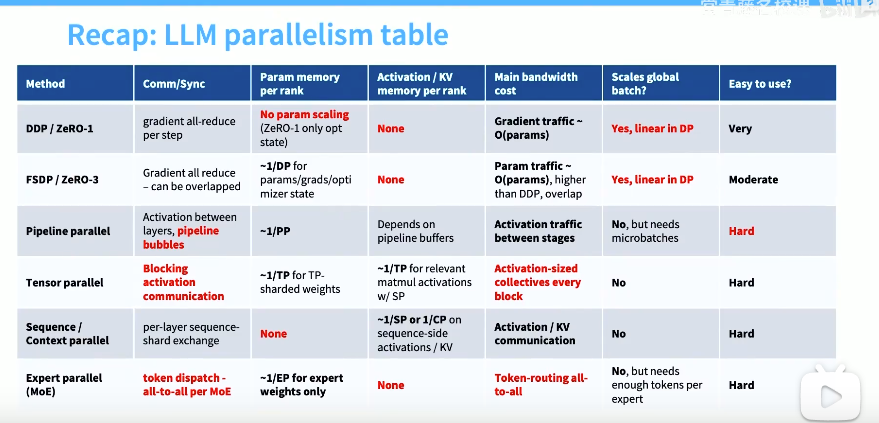 Recap: LLM parallelism table
Method
Comm/Sync
Param memory
per rank
Activation / KV
memory per rank
Main bandwidth
cost
Scales global
batch?
Easy to use?
DDP / ZeRO-1
gradient all-reduce
per step
No param scaling
(ZeRO-1 only opt
state)
None
Gradient traffic ~
O(params)
Yes, linear in DP
Very
FSDP / ZeRO-3
Gradient all reduce
– can be overlapped
~1/DP for
params/grads/opti
mizer state
None
Param traffic ~
O(params), higher
than DDP, overlap
Yes, linear in DP
Moderate
Pipeline parallel
Activation between
layers, pipeline
bubbles
~1/PP
Depends on
pipeline buffers
Activation traffic
between stages
No, but needs
microbatches
Hard
Tensor parallel
Blocking
activation
communication
~1/TP for TP-
sharded weights
~1/TP for relevant
matmul activations
w/ SP
Activation-sized
collectives every
block
No
Hard
Sequence /
Context parallel
per-layer sequence-
shard exchange
None
~1/SP or 1/CP on
sequence-side
activations / KV
Activation / KV
communication
No
Hard
Expert parallel
(MoE)
token dispatch -
all-to-all per MoE
~1/EP for expert
weights only
None
Token-routing all-
to-all
No, but needs
enough tokens per
expert
Hard